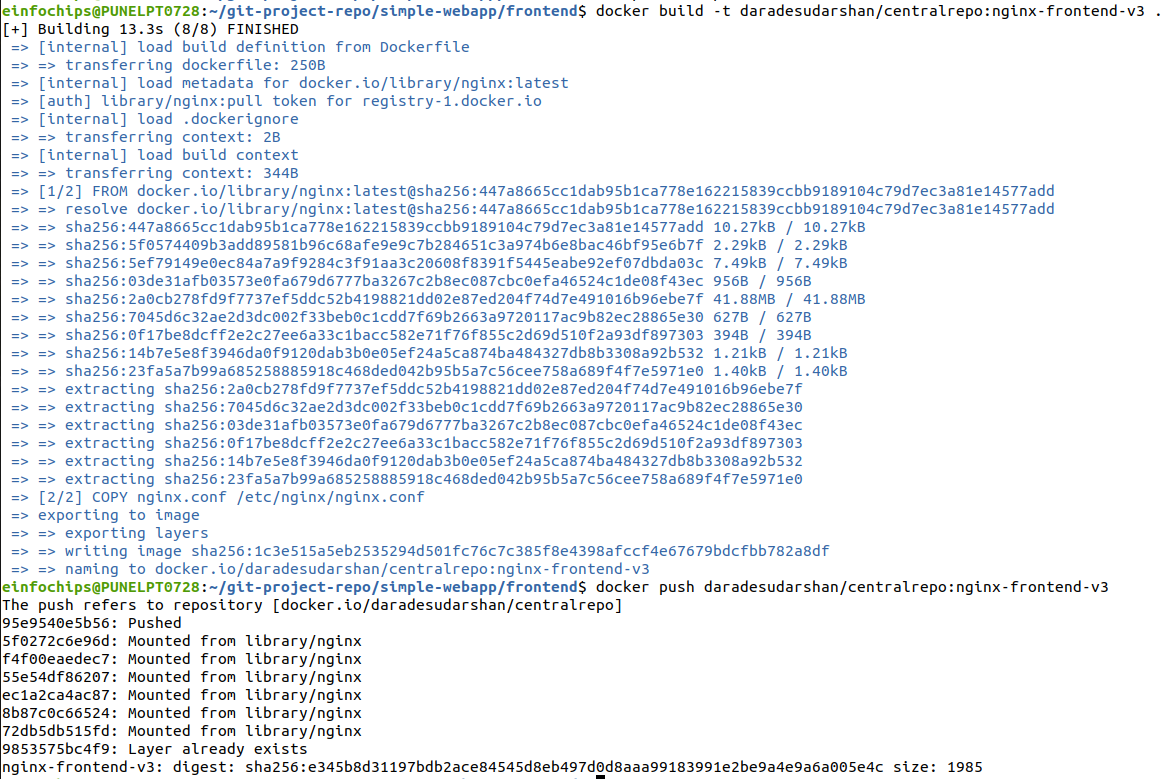 einfochips@PUNELPT0728:~/git-project-repo/simple-webapp/frontend$ docker build -t daradesudarshan/centralrepo:nginx-frontend-v3 .
[+] Building 13.3s (8/8) FINISHED
=> [internal] load build definition from Dockerfile
=> => transferring dockerfile: 250B
=> [internal] load metadata for docker.io/library/nginx:latest
=> [auth] library/nginx:pull token for registry-1.docker.io
=> [internal] load .dockerignore
=> => transferring context: 2B
=> [internal] load build context
=> => transferring context: 344B
=> [1/2] FROM docker.io/library/nginx:latest@sha256:447a8665cc1dab95b1ca778e162215839ccbb9189104c79d7ec3a81e14577add
=> => resolve docker.io/library/nginx:latest@sha256:447a8665cc1dab95b1ca778e162215839ccbb9189104c79d7ec3a81e14577add
=> => sha256:447a8665cc1dab95b1ca778e162215839ccbb9189104c79d7ec3a81e14577add 10.27kB / 10.27kB
=> => sha256:5f0574409b3add89581b96c68afe9e9c7b284651c3a974b6e8bac46bf95e6b7f 2.29kB / 2.29kB
=> => sha256:5ef79149e0ec84a7a9f9284c3f91aa3c20608f8391f5445eabe92ef07dbda03c 7.49kB / 7.49kB
=> => sha256:03de31afb03573e0fa679d6777ba3267c2b8ec087cbc0efa46524c1de08f43ec 956B / 956B
=> => sha256:2a0cb278fd9f7737ef5ddc52b4198821dd02e87ed204f74d7e491016b96ebe7f 41.88MB / 41.88MB
=> => sha256:7045d6c32ae2d3dc002f33beb0c1cdd7f69b2663a9720117ac9b82ec28865e30 627B / 627B
=> => sha256:0f17be8dcff2e2c27ee6a33c1bacc582e71f76f855c2d69d510f2a93df897303 394B / 394B
=> => sha256:14b7e5e8f3946da0f9120dab3b0e05ef24a5ca874ba484327db8b3308a92b532 1.21kB / 1.21kB
=> => sha256:23fa5a7b99a685258885918c468ded042b95b5a7c56cee758a689f4f7e5971e0 1.40kB / 1.40kB
=> => extracting sha256:2a0cb278fd9f7737ef5ddc52b4198821dd02e87ed204f74d7e491016b96ebe7f
=> => extracting sha256:7045d6c32ae2d3dc002f33beb0c1cdd7f69b2663a9720117ac9b82ec28865e30
=> => extracting sha256:03de31afb03573e0fa679d6777ba3267c2b8ec087cbc0efa46524c1de08f43ec
=> => extracting sha256:0f17be8dcff2e2c27ee6a33c1bacc582e71f76f855c2d69d510f2a93df897303
=> => extracting sha256:14b7e5e8f3946da0f9120dab3b0e05ef24a5ca874ba484327db8b3308a92b532
=> => extracting sha256:23fa5a7b99a685258885918c468ded042b95b5a7c56cee758a689f4f7e5971e0
=> [2/2] COPY nginx.conf /etc/nginx/nginx.conf
=> exporting to image
=> => exporting layers
=> => writing image sha256:1c3e515a5eb2535294d501fc76c7c385f8e4398afccf4e67679bdcfbb782a8df
=> => naming to docker.io/daradesudarshan/centralrepo:nginx-frontend-v3
einfochips@PUNELPT0728:~/git-project-repo/simple-webapp/frontend$ docker push daradesudarshan/centralrepo:nginx-frontend-v3
The push refers to repository [docker.io/daradesudarshan/centralrepo]
95e9540e5b56: Pushed
5f0272c6e96d: Mounted from library/nginx
f4f00eaedec7: Mounted from library/nginx
55e54df86207: Mounted from library/nginx
ec1a2ca4ac87: Mounted from library/nginx
8b87c0c66524: Mounted from library/nginx
72db5db515fd: Mounted from library/nginx
9853575bc4f9: Layer already exists
nginx-frontend-v3: digest: sha256:e345b8d31197bdb2ace84545d8eb497d0d8aaa99183991e2be9a4e9a6a005e4c size: 1985